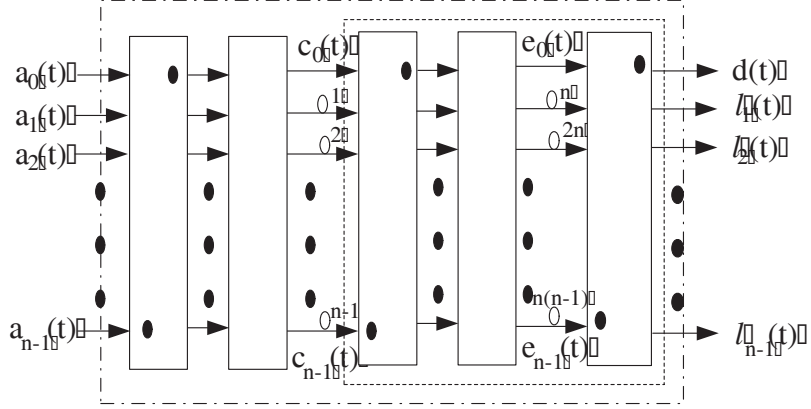 a0(t)
a1(t)
a2(t)
an-1(t)
c0(t)
1
2
n-1
cn-1(t)
e0(t)
n
2n
n(n-1)
en-1(t)
d(t)
l1(t)
l2(t)
ln-1(t)